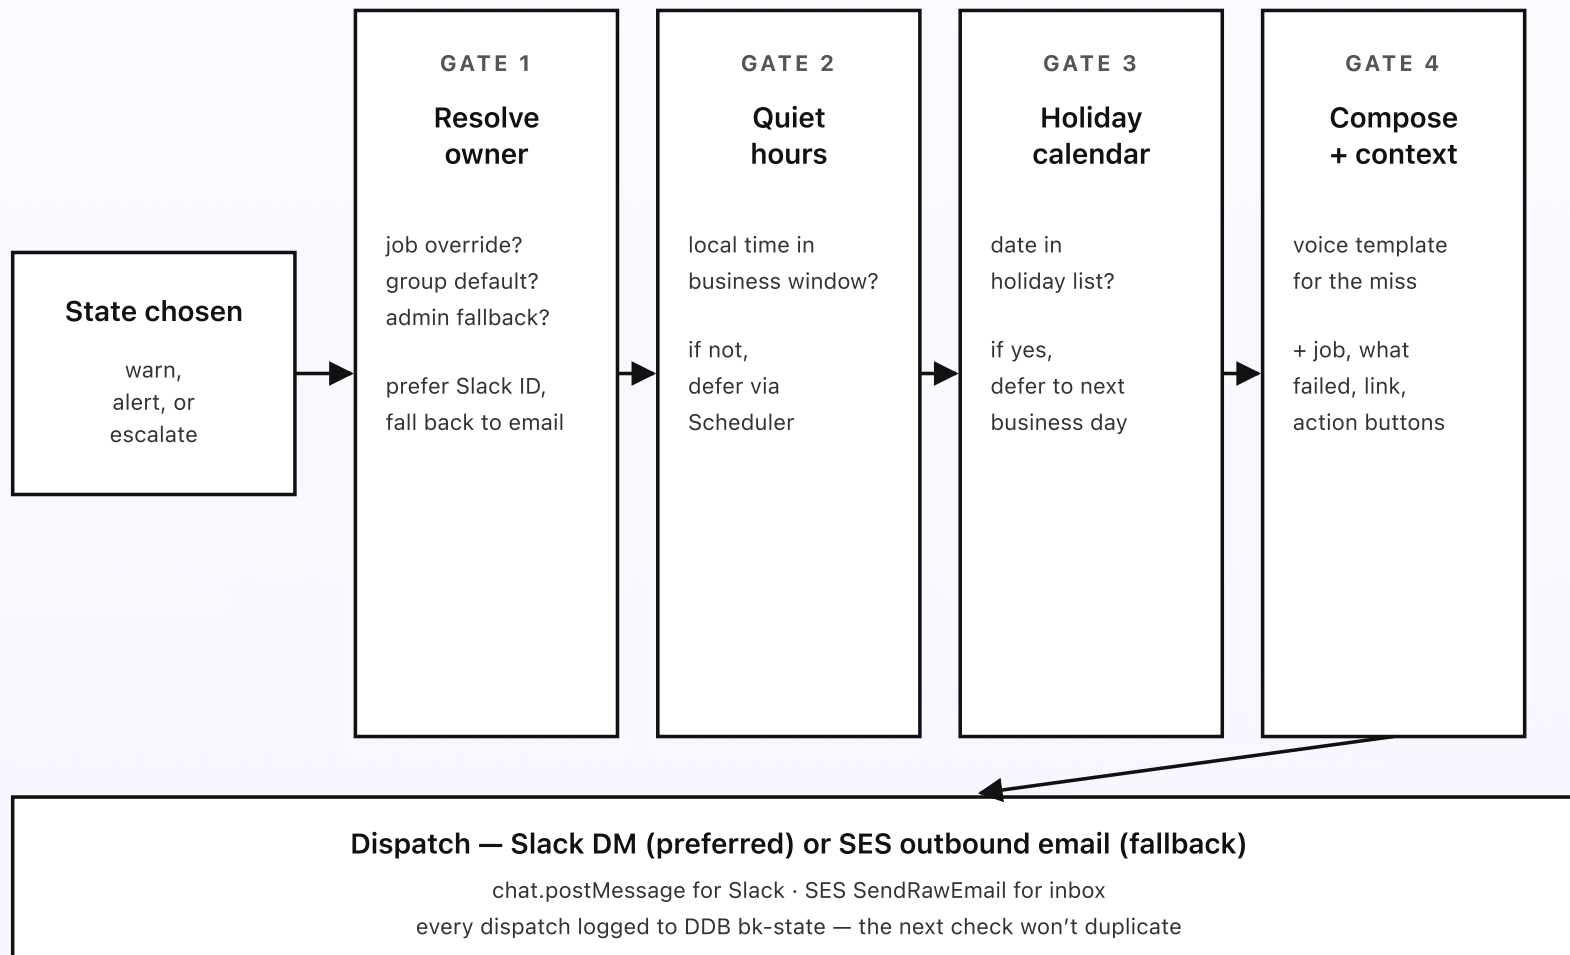 State chosen
warn,
alert, or
escalate
GATE 1
Resolve
owner
job override?
group default?
admin fallback?
prefer Slack ID,
fall back to email
GATE 2
Quiet
hours
local time in
business window?
if not,
defer via
Scheduler
GATE 3
Holiday
calendar
date in
holiday list?
if yes,
defer to next
business day
GATE 4
Compose
+ context
voice template
for the miss
+ job, what
failed, link,
action buttons
Dispatch — Slack DM (preferred) or SES outbound email (fallback)
chat.postMessage for Slack · SES SendRawEmail for inbox
every dispatch logged to DDB bk-state — the next check won’t duplicate